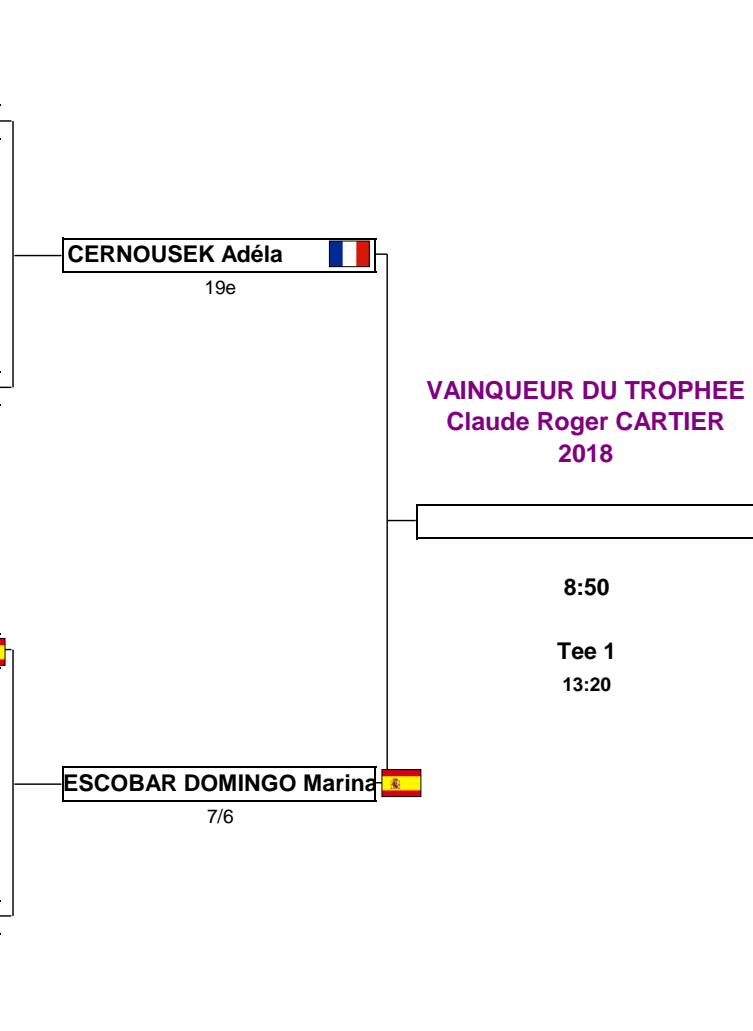 CERNOUSEK Adéla
19e
VAINQUEUR DU TROPHEE
Claude Roger CARTIER
2018
8:50
Tee 1
13:20
ESCOBAR DOMINGO Marina
7/6